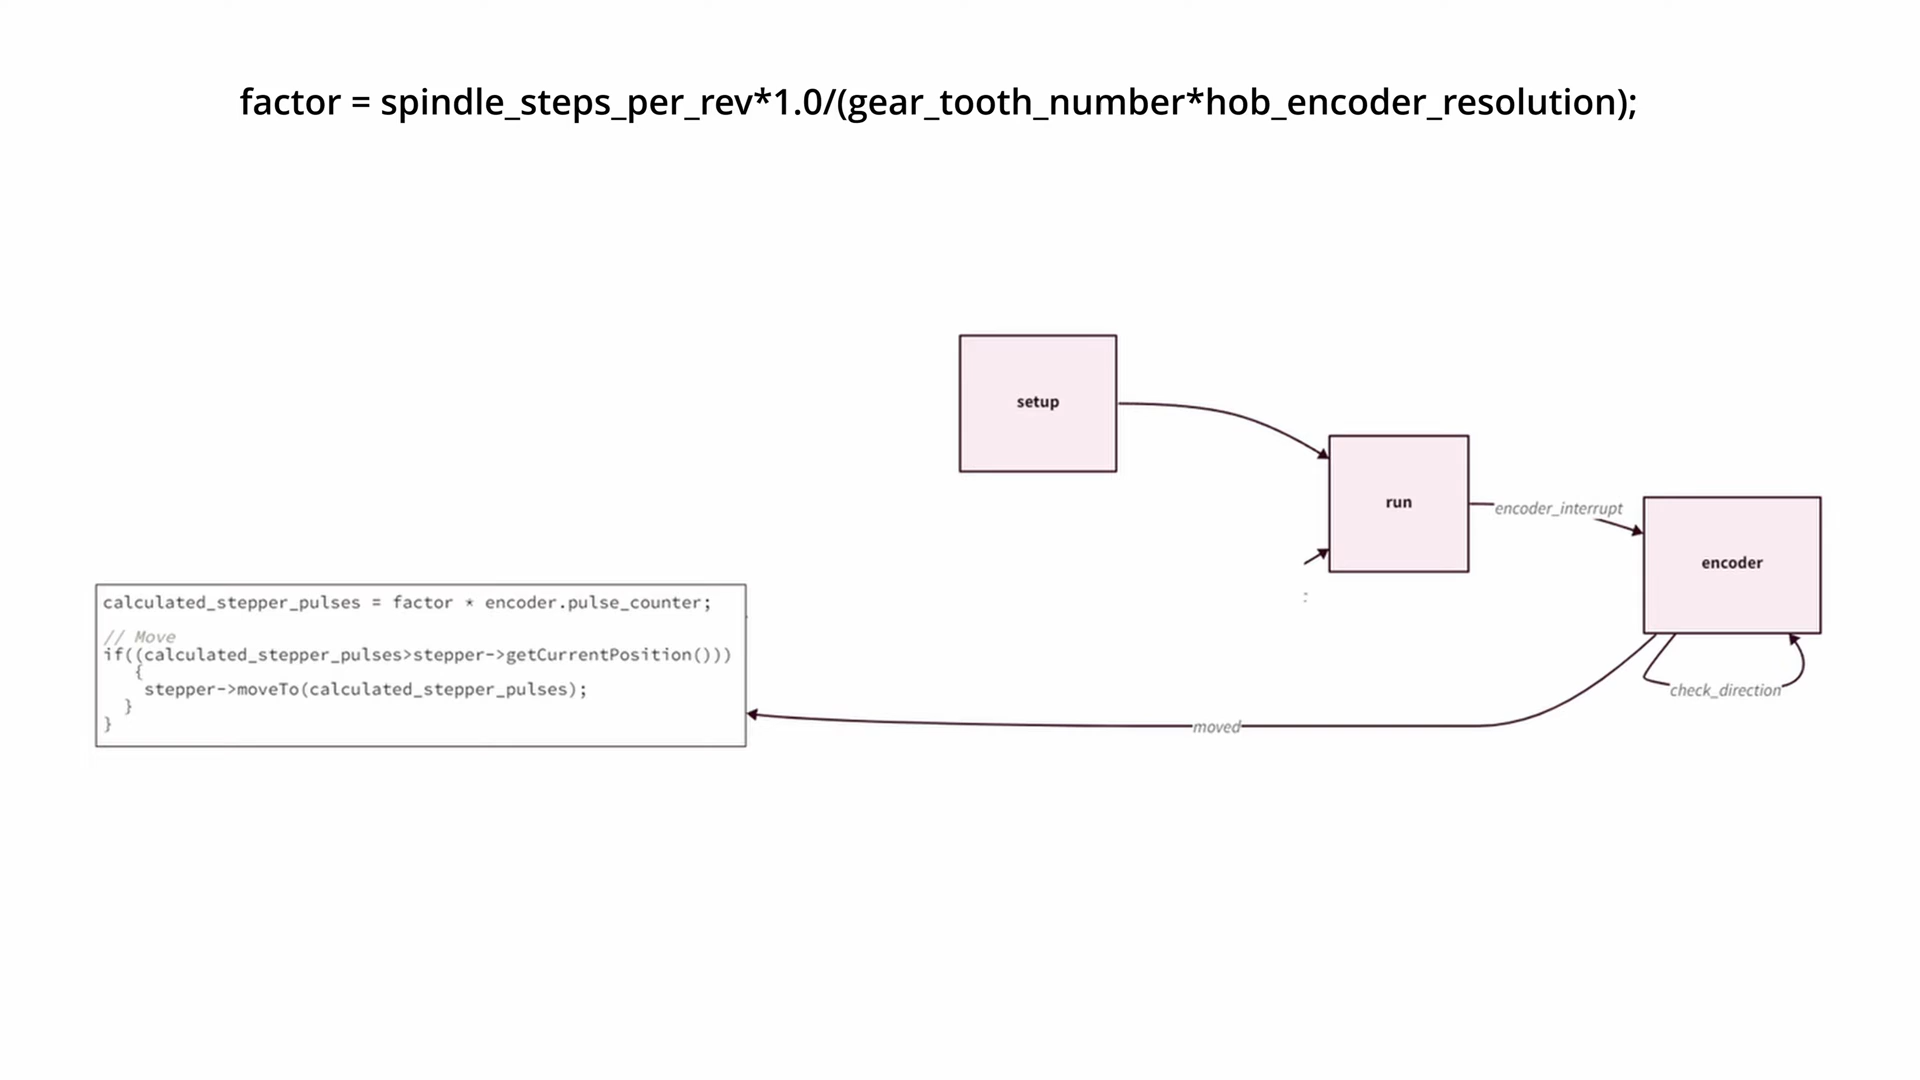 factor = spindle_steps_per_rev*1.0/(gear_tooth_number*hob_encoder_resolution);
setup
run
encoder_interrupt
encoder
calculated_stepper_pulses = factor * encoder.pulse_counter;
// Move
if((calculated_stepper_pulses>stepper->getCurrentPosition()))
{
stepper->moveTo(calculated_stepper_pulses);
}
}
check_direction
moved